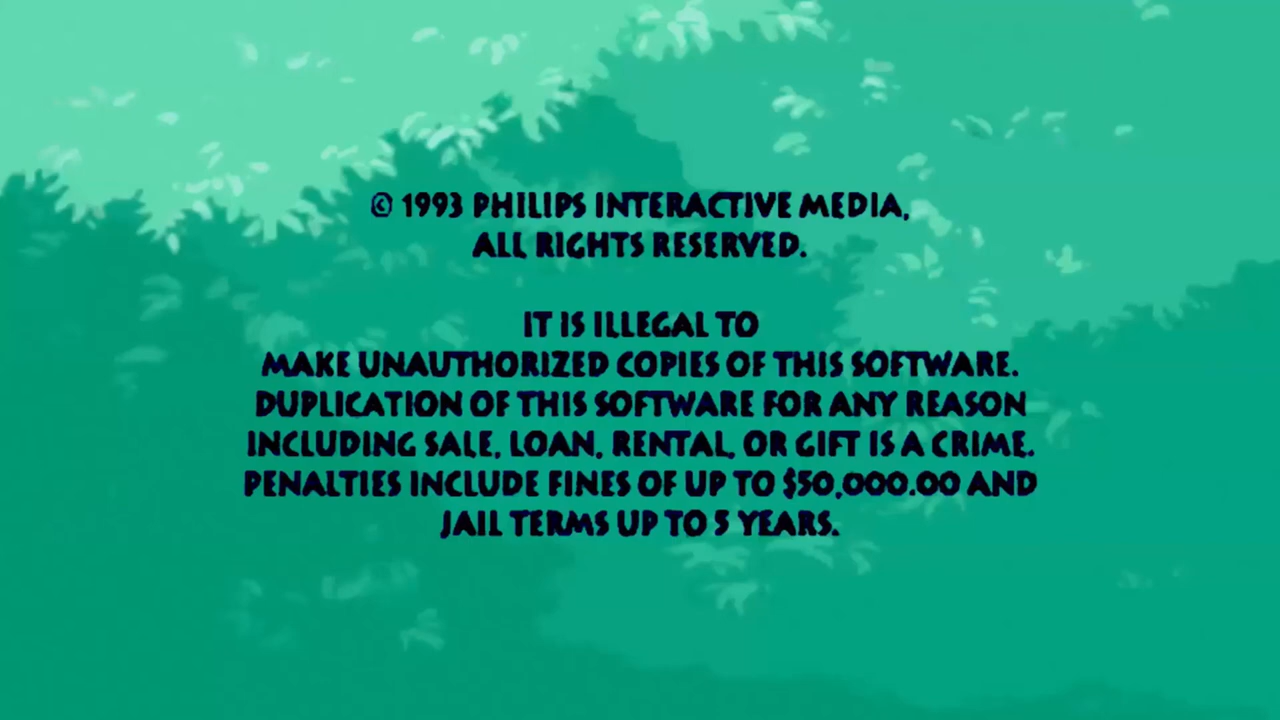 © 1993 PHILIPS INTERACTIVE MEDIA,
ALL RIGHTS RESERVED.
IT IS ILLEGAL TO
MAKE UNAUTHORIZED COPIES OF THIS SOFTWARE.
DUPLICATION OF THIS SOFTWARE FOR ANY REASON
INCLUDING SALE, LOAN, RENTAL, OR GIFT IS A CRIME.
PENALTIES INCLUDE FINES OF UP TO $50,000.00 AND
JAIL TERMS UP TO 5 YEARS.